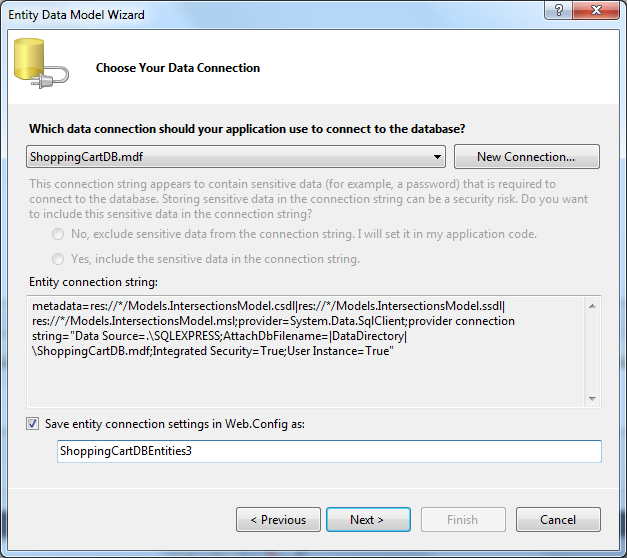 Entity Data Model Wizard
Choose Your Data Connection
Which data connection should your application use to connect to the database?
ShoppingCartDB.mdf
New Connection...
This connection string appears to contain sensitive data (for example, a password) that is required to
connect to the database. Storing sensitive data in the connection string can be a security risk. Do you want
to include this sensitive data in the connection string?
No, exclude sensitive data from the connection string. I will set it in my application code.
Yes, include the sensitive data in the connection string.
Entity connection string:
metadata=res://*/Models.IntersectionsModel.csdl|res://*/Models.IntersectionsModel.ssdl|
res://*/Models.IntersectionsModel.msl;provider=System.Data.SqlClient;provider connection
string="Data Source=.\SQLEXPRESS;AttachDbFilename=|DataDirectory|
\ShoppingCartDB.mdf;Integrated Security=True;User Instance=True"
Save entity connection settings in Web.Config as:
ShoppingCartDBEntities3
< Previous
Next >
Finish
Cancel